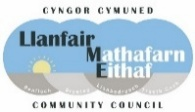 CYNGOR CYMUNED
Llanfair
Mathafarn
Eithaf
COMMUNITY COUNCIL